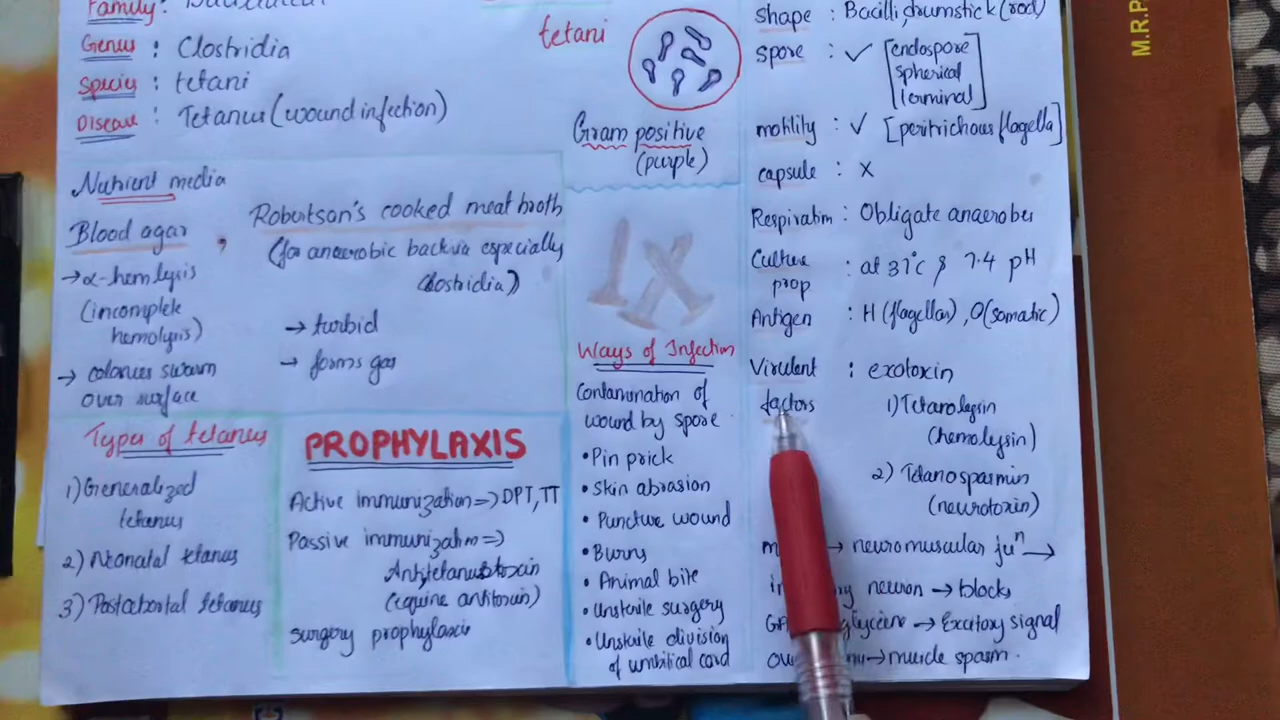 Family:
Genus : Clostridia
Species : tetani
Disease : Tetanus (wound infection)
tetani
Gram positive
(purple)
shape : Bacilli, drumstick (rod)
spore : ✓ [endospore
spherical
terminal]
motility : ✓ [peritrichous flagella]
capsule : x
Respiration : Obligate anaerobes
Culture prop : at 37°c & 7.4 pH
Antigen : H (flagellar), O(somatic)
Virulent factors : exotoxin
1) Tetanolysin
(hemolysin)
2) Tetanospasmin
(neurotoxin)
→ neuromuscular juⁿ →
neuron → blocks
glycine → Excitory signal
→ muscle spasm.
Nutrient media
Blood agar , Robertson's cooked meat broth
(for anaerobic especially
clostridia)
→ α-hemlysis
(incomplete
hemolysis)
→ colonies swarm
over surface
→ turbid
→ forms gas
Types of tetanus
1) Generalized
tetanus
2) Neonatal tetanus
3) Postabortal tetanus
PROPHYLAXIS
Active immunization => DPT, TT
Passive immunization =>
(equine antitoxin)
surgery prophylaxis
Ways of Infection
Contamination of
wound by spore
• Pin prick
• Skin abrasion
• Puncture wound
• Burns
• Animal bite
• Unsterile surgery
• Unsterile division
of umbilical cord
M.R.P